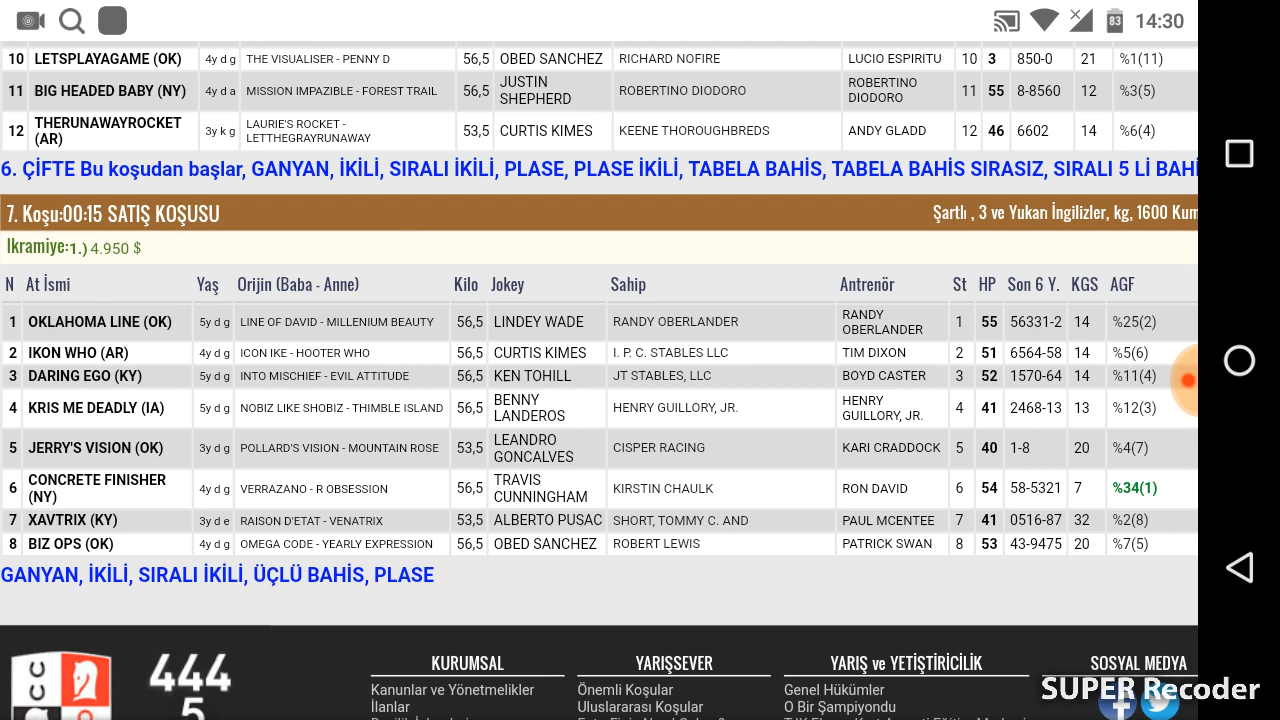 14:30
83
10 LETSPLAYAGAME (OK) 4y d g THE VISUALISER - PENNY D 56,5 OBED SANCHEZ RICHARD NOFIRE LUCIO ESPIRITU 10 3 850-0 21 %1(11)
11 BIG HEADED BABY (NY) 4y d a MISSION IMPAZIBLE - FOREST TRAIL 56,5 JUSTIN SHEPHERD ROBERTINO DIODORO ROBERTINO DIODORO 11 55 8-8560 12 %3(5)
12 THERUNAWAYROCKET (AR) 3y k g LAURIE'S ROCKET - LETTHEGRAYRUNAWAY 53,5 CURTIS KIMES KEENE THOROUGHBREDS ANDY GLADD 12 46 6602 14 %6(4)
6. ÇİFTE Bu koşudan başlar, GANYAN, İKİLİ, SIRALI İKİLİ, PLASE, PLASE İKİLİ, TABELA BAHİS, TABELA BAHİS SIRASIZ, SIRALI 5 Lİ BAHİ
7. Koşu:00:15 SATIŞ KOŞUSU Şartlı , 3 ve Yukarı İngilizler, kg, 1600 Kum
Ikramiye:1.) 4.950 $
N At İsmi Yaş Orijin (Baba - Anne) Kilo Jokey Sahip Antrenör St HP Son 6 Y. KGS AGF
1 OKLAHOMA LINE (OK) 5y d g LINE OF DAVID - MILLENIUM BEAUTY 56,5 LINDEY WADE RANDY OBERLANDER RANDY OBERLANDER 1 55 56331-2 14 %25(2)
2 IKON WHO (AR) 4y d g ICON IKE - HOOTER WHO 56,5 CURTIS KIMES I. P. C. STABLES LLC TIM DIXON 2 51 6564-58 14 %5(6)
3 DARING EGO (KY) 5y d g INTO MISCHIEF - EVIL ATTITUDE 56,5 KEN TOHILL JT STABLES, LLC BOYD CASTER 3 52 1570-64 14 %11(4)
4 KRIS ME DEADLY (IA) 5y d g NOBIZ LIKE SHOBIZ - THIMBLE ISLAND 56,5 BENNY LANDEROS HENRY GUILLORY, JR. HENRY GUILLORY, JR. 4 41 2468-13 13 %12(3)
5 JERRY'S VISION (OK) 3y d g POLLARD'S VISION - MOUNTAIN ROSE 53,5 LEANDRO GONCALVES CISPER RACING KARI CRADDOCK 5 40 1-8 20 %4(7)
6 CONCRETE FINISHER (NY) 4y d g VERRAZANO - R OBSESSION 56,5 TRAVIS CUNNINGHAM KIRSTIN CHAULK RON DAVID 6 54 58-5321 7 %34(1)
7 XAVTRIX (KY) 3y d e RAISON D'ETAT - VENATRIX 53,5 ALBERTO PUSAC SHORT, TOMMY C. AND PAUL MCENTEE 7 41 0516-87 32 %2(8)
8 BIZ OPS (OK) 4y d g OMEGA CODE - YEARLY EXPRESSION 56,5 OBED SANCHEZ ROBERT LEWIS PATRICK SWAN 8 53 43-9475 20 %7(5)
GANYAN, İKİLİ, SIRALI İKİLİ, ÜÇLÜ BAHİS, PLASE
444
5
KURUMSAL YARIŞSEVER YARIŞ ve YETİŞTİRİCİLİK SOSYAL MEDYA
Kanunlar ve Yönetmelikler Önemli Koşular Genel Hükümler
İlanlar Uluslararası Koşular O Bir Şampiyondu
SUPER Recoder